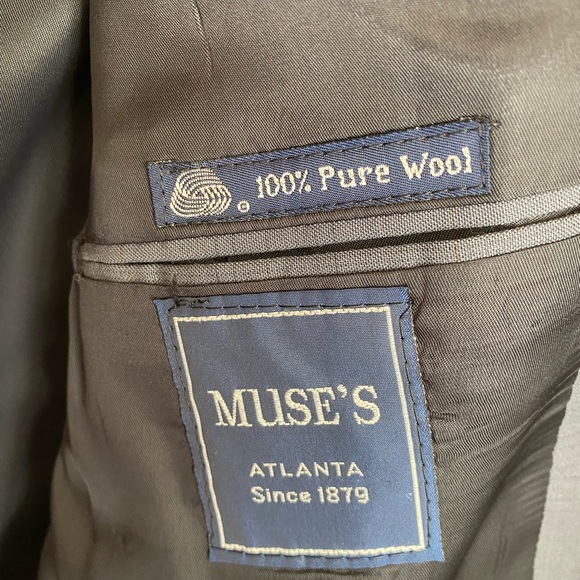 100% Pure Wool
MUSE'S
ATLANTA
Since 1879